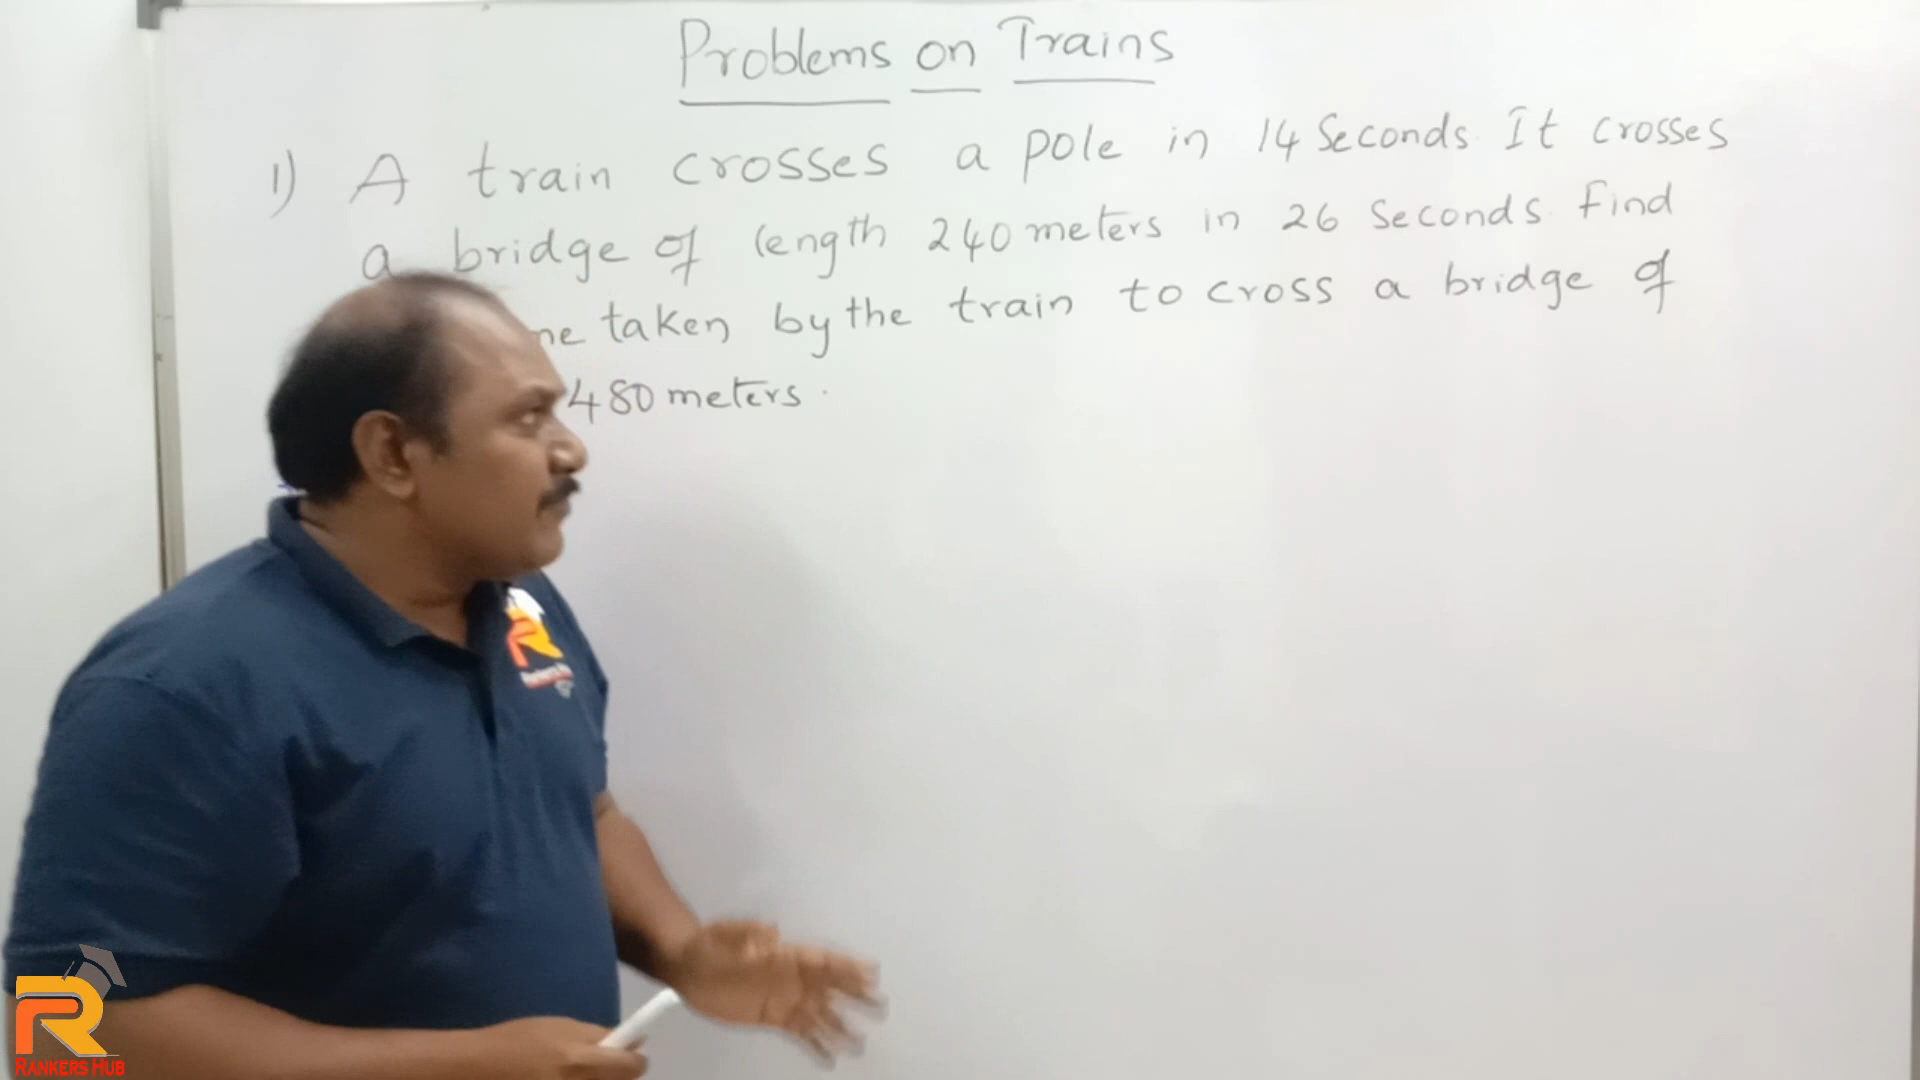 Problems on Trains
1) A train crosses a pole in 14 Seconds. It crosses
a bridge of length 240 meters in 26 Seconds. Find
taken by the train to cross a bridge of
480 meters.
RANKERS HUB